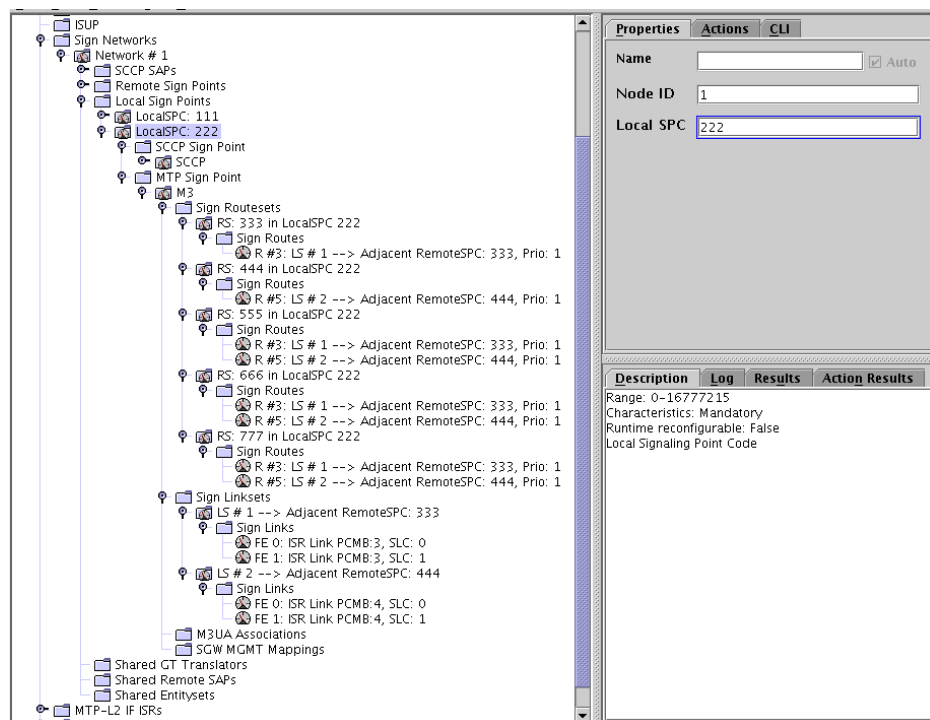 ISUP
Sign Networks
Network # 1
SCCP SAPs
Remote Sign Points
Local Sign Points
LocalSPC: 111
LocalSPC: 222
SCCP Sign Point
SCCP
MTP Sign Point
M3
Sign Routesets
RS: 333 in LocalSPC 222
Sign Routes
R #3: LS # 1 --> Adjacent RemoteSPC: 333, Prio: 1
RS: 444 in LocalSPC 222
Sign Routes
R #5: LS # 2 --> Adjacent RemoteSPC: 444, Prio: 1
RS: 555 in LocalSPC 222
Sign Routes
R #3: LS # 1 --> Adjacent RemoteSPC: 333, Prio: 1
R #5: LS # 2 --> Adjacent RemoteSPC: 444, Prio: 1
RS: 666 in LocalSPC 222
Sign Routes
R #3: LS # 1 --> Adjacent RemoteSPC: 333, Prio: 1
R #5: LS # 2 --> Adjacent RemoteSPC: 444, Prio: 1
RS: 777 in LocalSPC 222
Sign Routes
R #3: LS # 1 --> Adjacent RemoteSPC: 333, Prio: 1
R #5: LS # 2 --> Adjacent RemoteSPC: 444, Prio: 1
Sign Linksets
LS # 1 --> Adjacent RemoteSPC: 333
Sign Links
FE 0: ISR Link PCMB:3, SLC: 0
FE 1: ISR Link PCMB:3, SLC: 1
LS # 2 --> Adjacent RemoteSPC: 444
Sign Links
FE 0: ISR Link PCMB:4, SLC: 0
FE 1: ISR Link PCMB:4, SLC: 1
M3UA Associations
SGW MGMT Mappings
Shared GT Translators
Shared Remote SAPs
Shared Entitysets
MTP-L2 IF ISRs
Properties Actions CLI
Name Auto
Node ID 1
Local SPC 222
Description Log Results Action Results
Range: 0-16777215
Characteristics: Mandatory
Runtime reconfigurable: False
Local Signaling Point Code